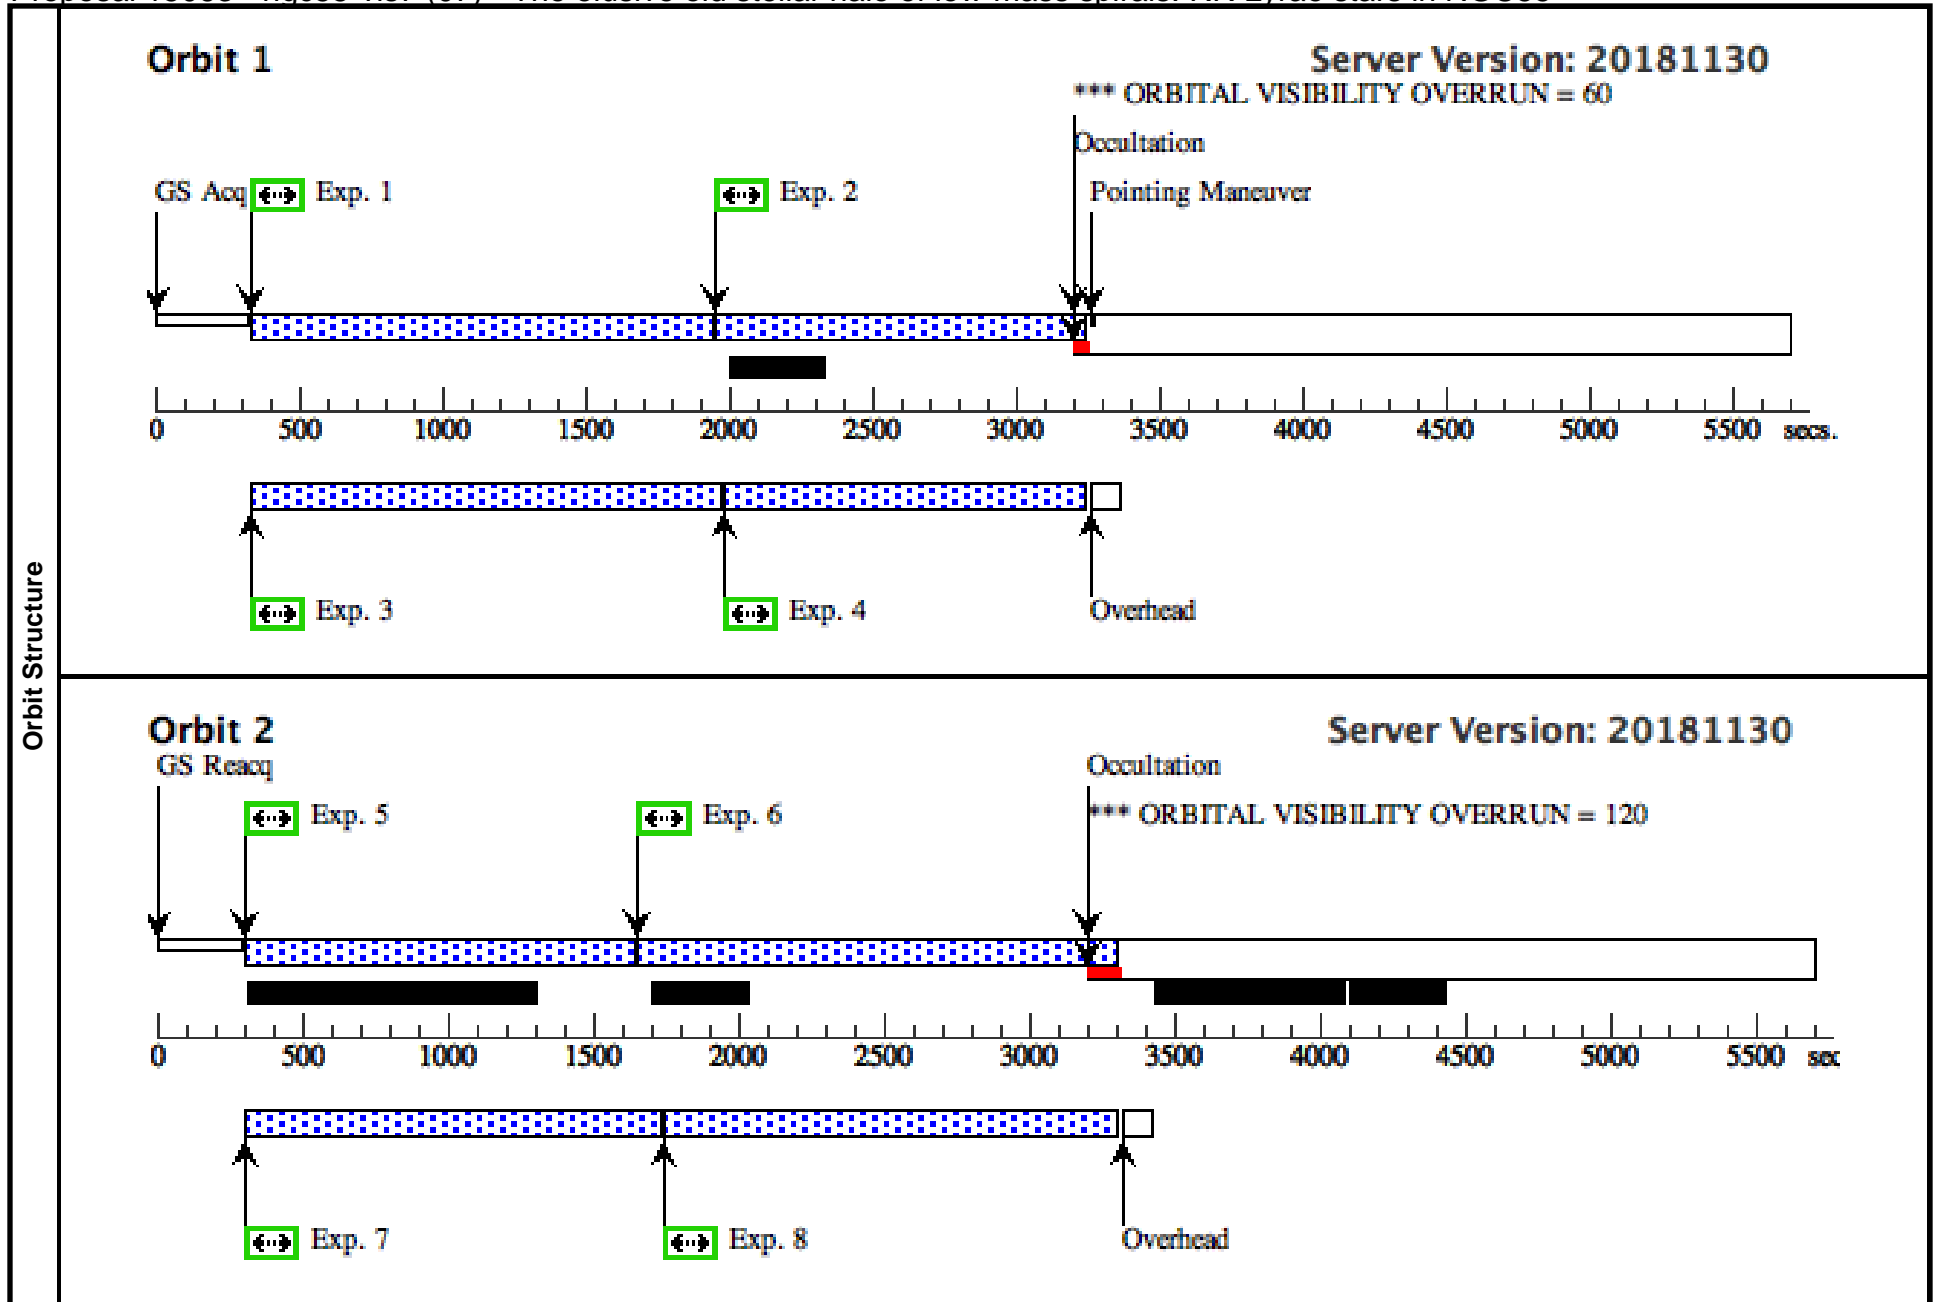 Orbit 1
Server Version: 20181130
*** ORBITAL VISIBILITY OVERRUN = 60
Occultation
GS Acq Exp. 1 Exp. 2 Pointing Maneuver
0 500 1000 1500 2000 2500 3000 3500 4000 4500 5000 5500 secs.
Exp. 3 Exp. 4 Overhead
Orbit Structure
Orbit 2
Server Version: 20181130
GS Reacq
Occultation
Exp. 5 Exp. 6 *** ORBITAL VISIBILITY OVERRUN = 120
0 500 1000 1500 2000 2500 3000 3500 4000 4500 5000 5500 sec
Exp. 7 Exp. 8 Overhead